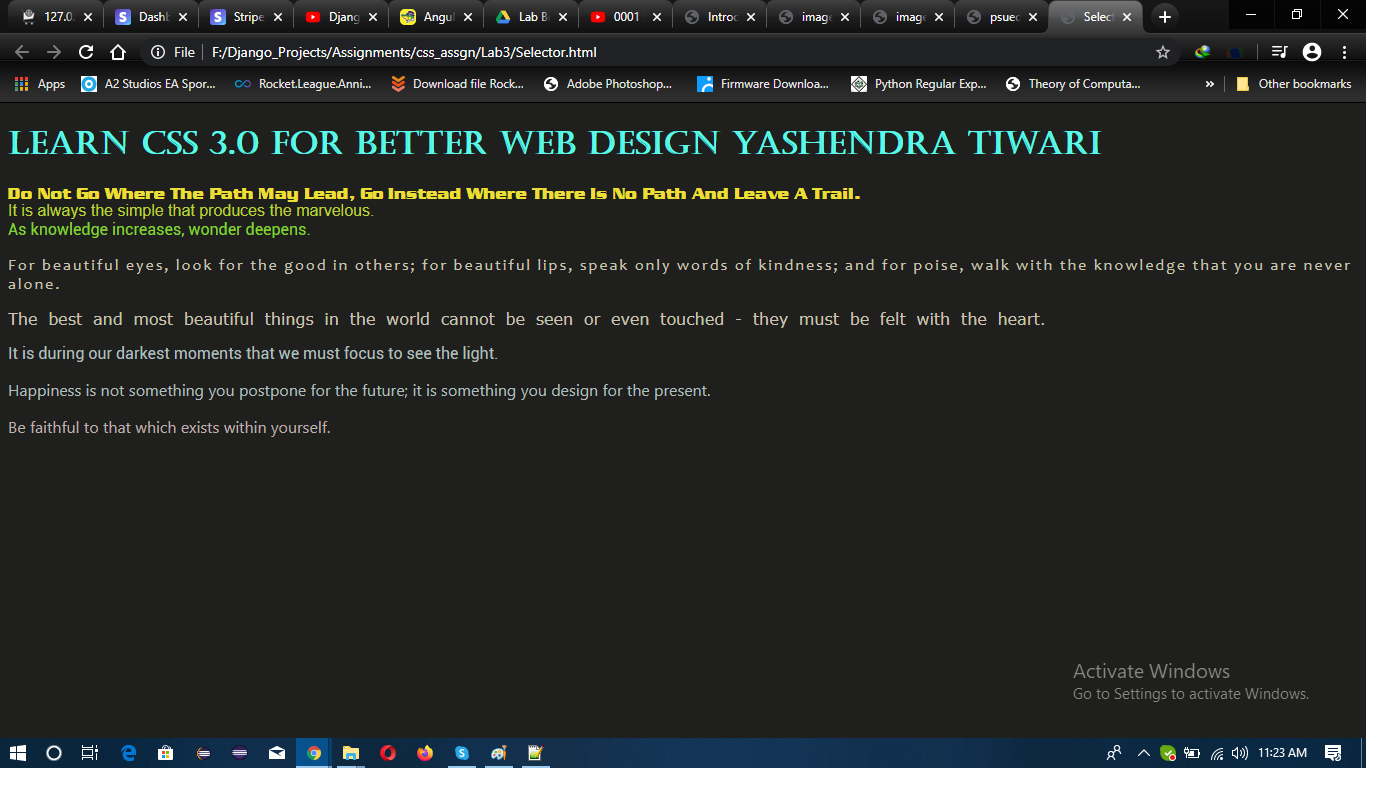 127.0. Dashb Stripe Djang Angul Lab B 0001 Introd image image psued Select
File F:/Django_Projects/Assignments/css_assgn/Lab3/Selector.html
Apps A2 Studios EA Spor... Rocket.League.Anni... Download file Rock... Adobe Photoshop... Firmware Downloa... Python Regular Exp... Theory of Computa... » Other bookmarks
LEARN CSS 3.0 FOR BETTER WEB DESIGN YASHENDRA TIWARI
Do Not Go Where The Path May Lead, Go Instead Where There Is No Path And Leave A Trail.
It is always the simple that produces the marvelous.
As knowledge increases, wonder deepens.
For beautiful eyes, look for the good in others; for beautiful lips, speak only words of kindness; and for poise, walk with the knowledge that you are never
alone.
The best and most beautiful things in the world cannot be seen or even touched - they must be felt with the heart.
It is during our darkest moments that we must focus to see the light.
Happiness is not something you postpone for the future; it is something you design for the present.
Be faithful to that which exists within yourself.
Activate Windows
Go to Settings to activate Windows.
11:23 AM